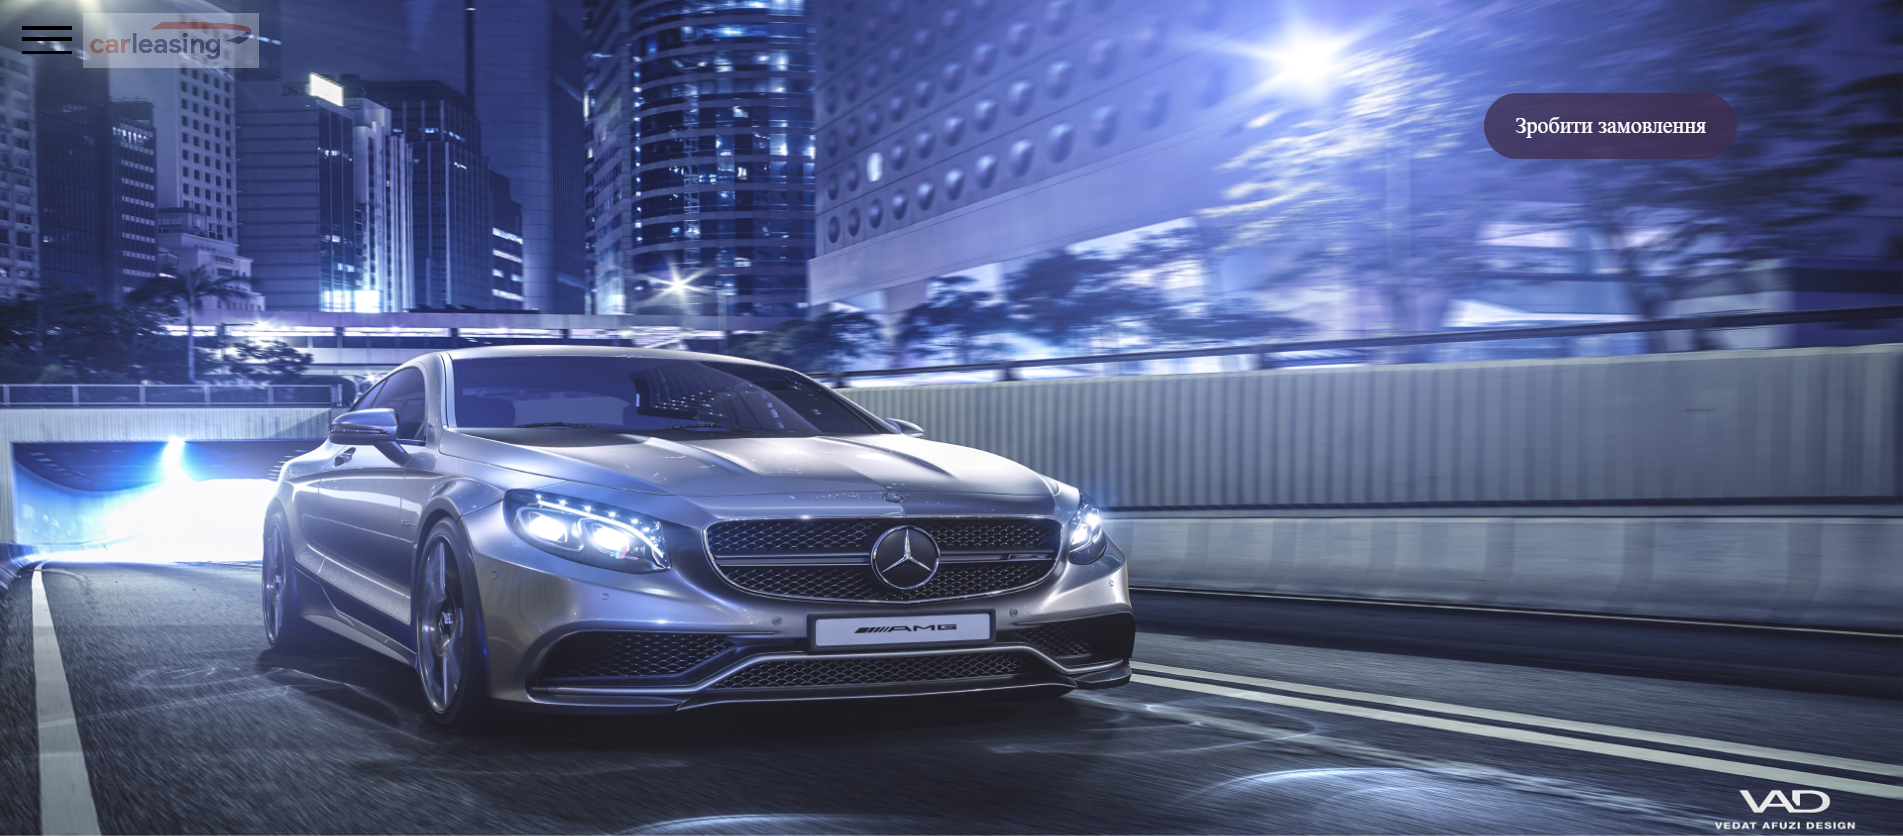 carleasing
Зробити замовлення
AMG
VAD
VEDAT AFUZI DESIGN